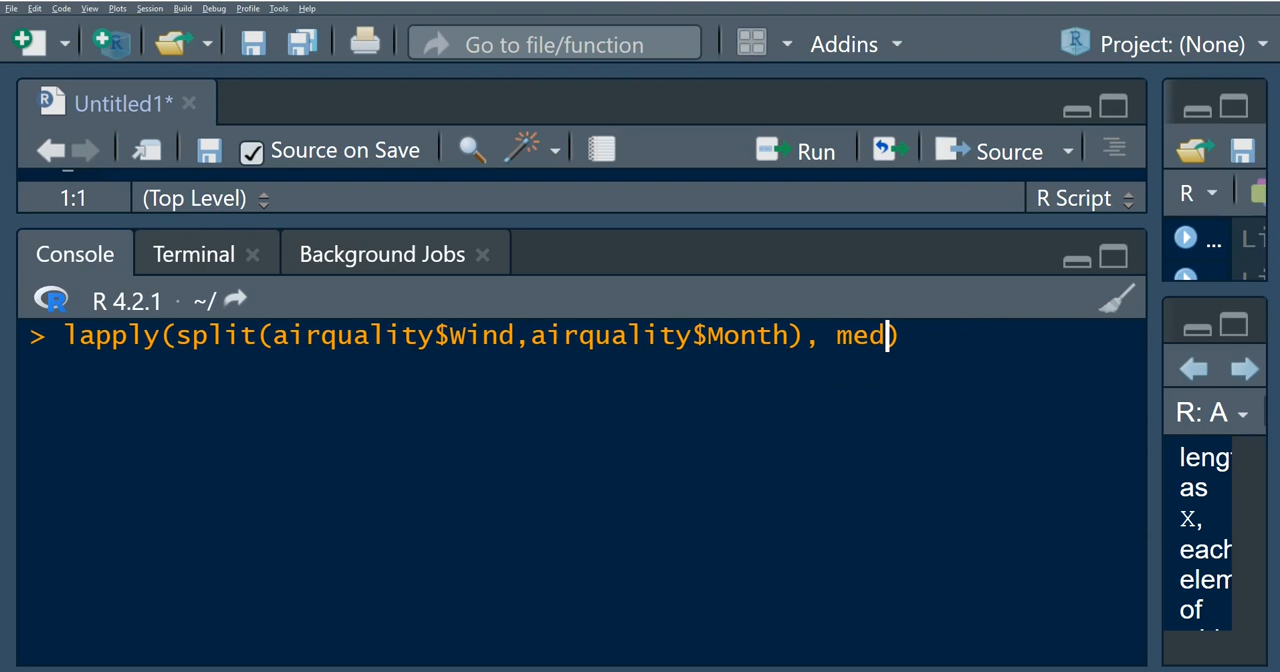 File Edit Code View Plots Session Build Debug Profile Tools Help
Go to file/function Addins Project: (None)
Untitled1*
Source on Save Run Source
1:1 (Top Level) R Script
R
...
Console Terminal Background Jobs
R 4.2.1 · ~/
> lapply(split(airquality$Wind,airquality$Month), med)
R: A
leng
as
X,
each
elem
of